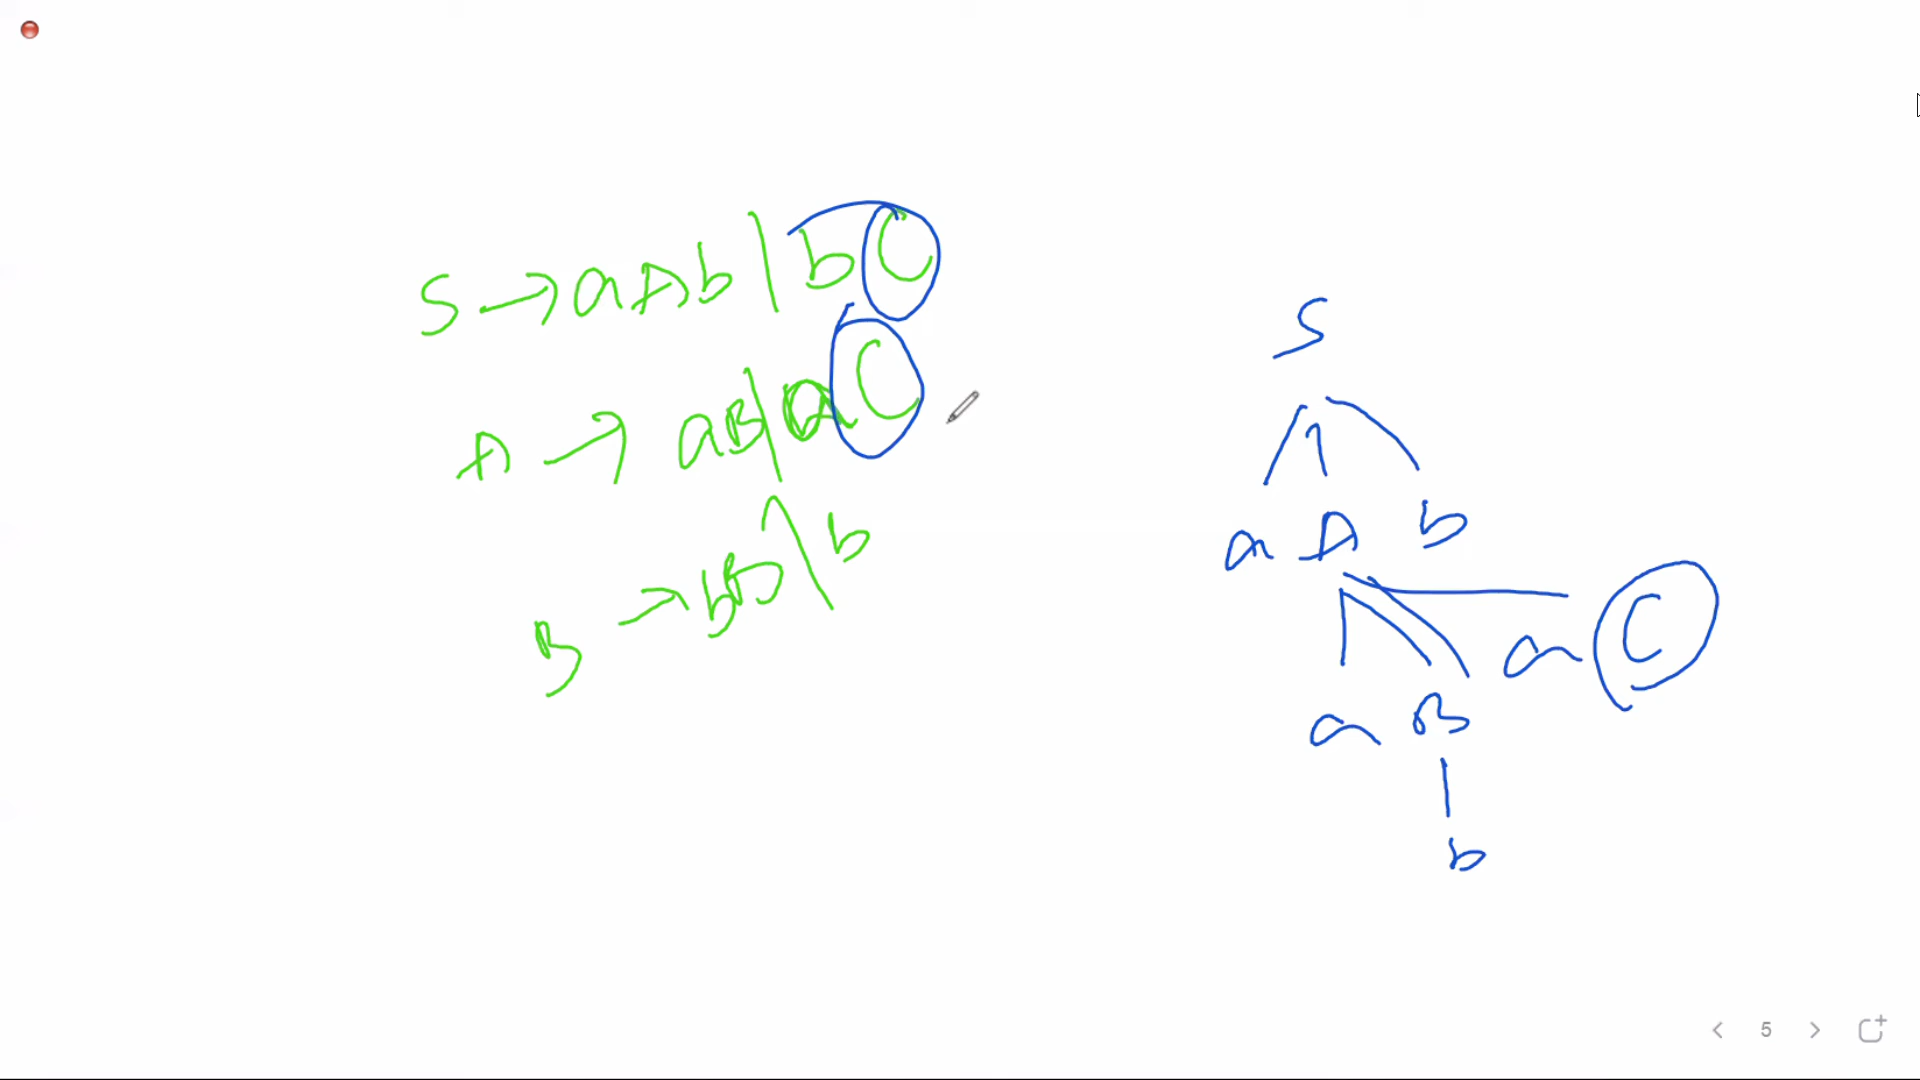 S → aAb | bC
A → aB | aC
B → bB | b
S
a A b
a C
a B
b
5